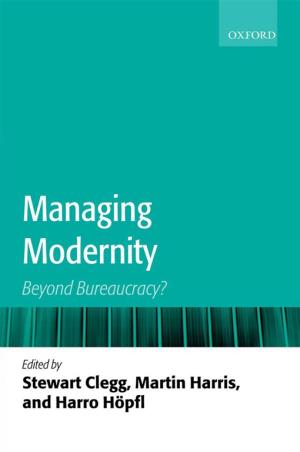 OXFORD
Managing
Modernity
Beyond Bureaucracy?
Edited by
Stewart Clegg, Martin Harris,
and Harro Höpfl